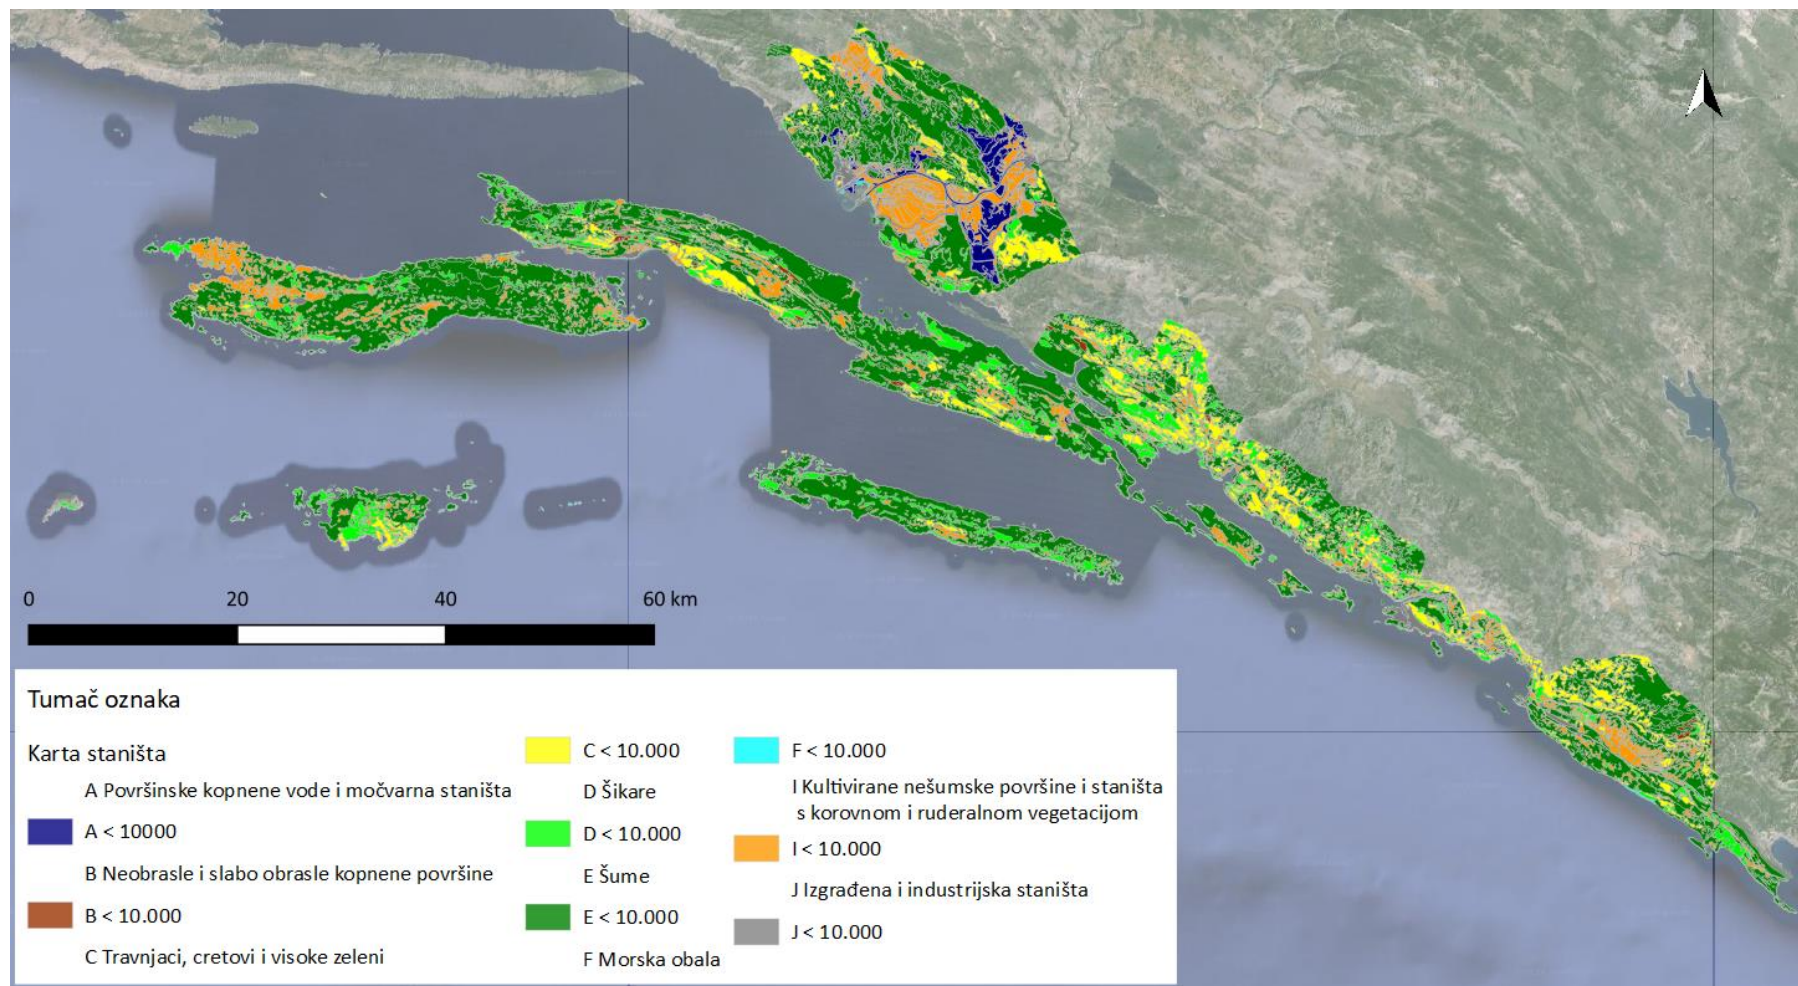 0 20 40 60 km
Tumač oznaka
Karta staništa
A Površinske kopnene vode i močvarna staništa
A < 10000
B Neobrasle i slabo obrasle kopnene površine
B < 10.000
C Travnjaci, cretovi i visoke zeleni
C < 10.000
D Šikare
D < 10.000
E Šume
E < 10.000
F Morska obala
F < 10.000
I Kultivirane nešumske površine i staništa
s korovnom i ruderalnom vegetacijom
I < 10.000
J Izgrađena i industrijska staništa
J < 10.000